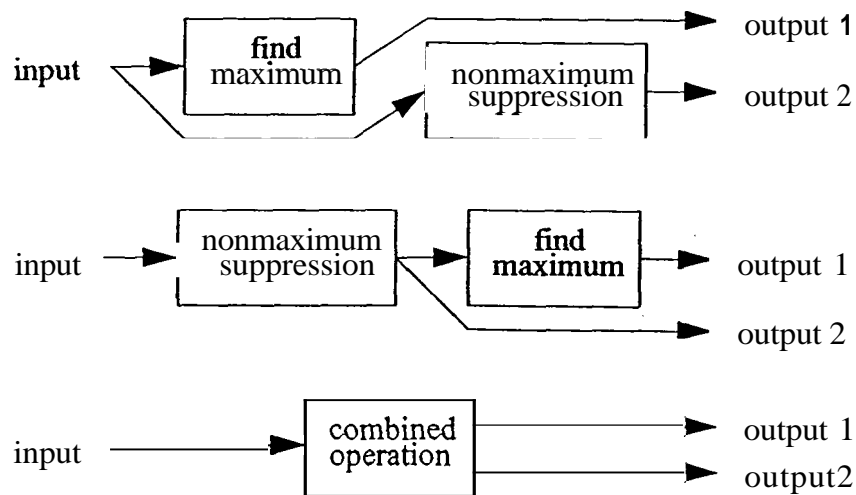 output 1
find
input
maximum
nonmaximum
suppression
output 2
nonmaximum
find
input
suppression
maximum
output 1
output 2
combined
output 1
input
operation
output2